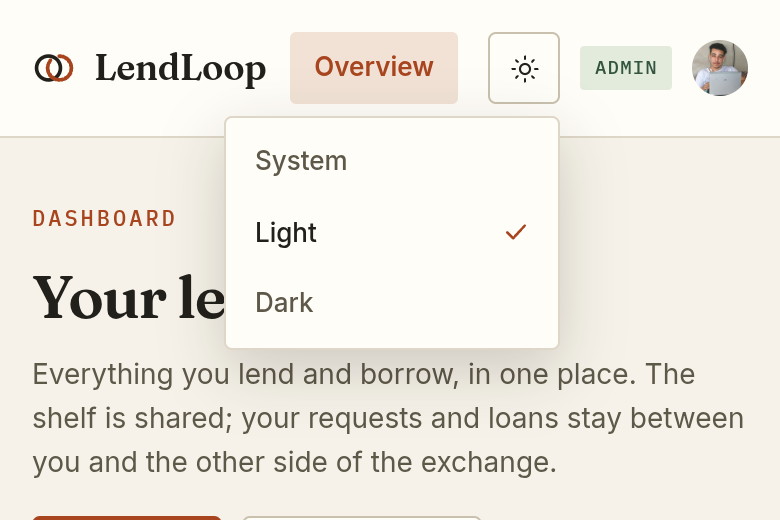 LendLoop
Overview
ADMIN
System
Light
Dark
DASHBOARD
Your le
Everything you lend and borrow, in one place. The
shelf is shared; your requests and loans stay between
you and the other side of the exchange.